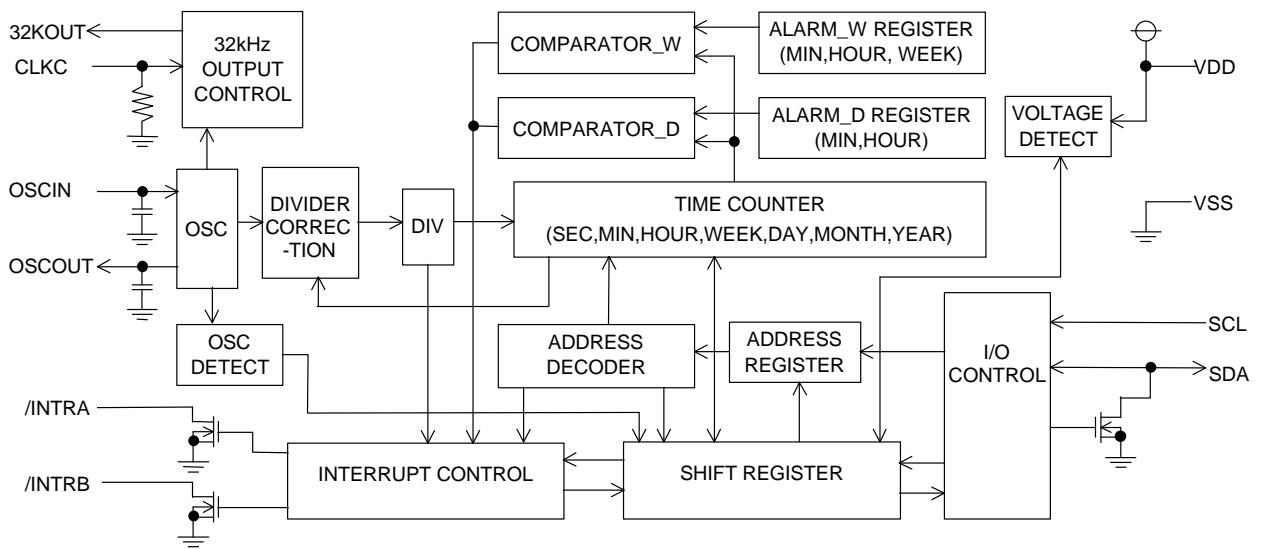 32KOUT
CLKC
32kHz
OUTPUT
CONTROL
COMPARATOR_W
ALARM_W REGISTER
(MIN,HOUR, WEEK)
VDD
COMPARATOR_D
ALARM_D REGISTER
(MIN,HOUR)
VOLTAGE
DETECT
OSCIN
OSC
OSCOUT
DIVIDER
CORREC
-TION
DIV
TIME COUNTER
(SEC,MIN,HOUR,WEEK,DAY,MONTH,YEAR)
VSS
OSC
DETECT
ADDRESS
DECODER
ADDRESS
REGISTER
I/O
CONTROL
SCL
SDA
/INTRA
/INTRB
INTERRUPT CONTROL
SHIFT REGISTER